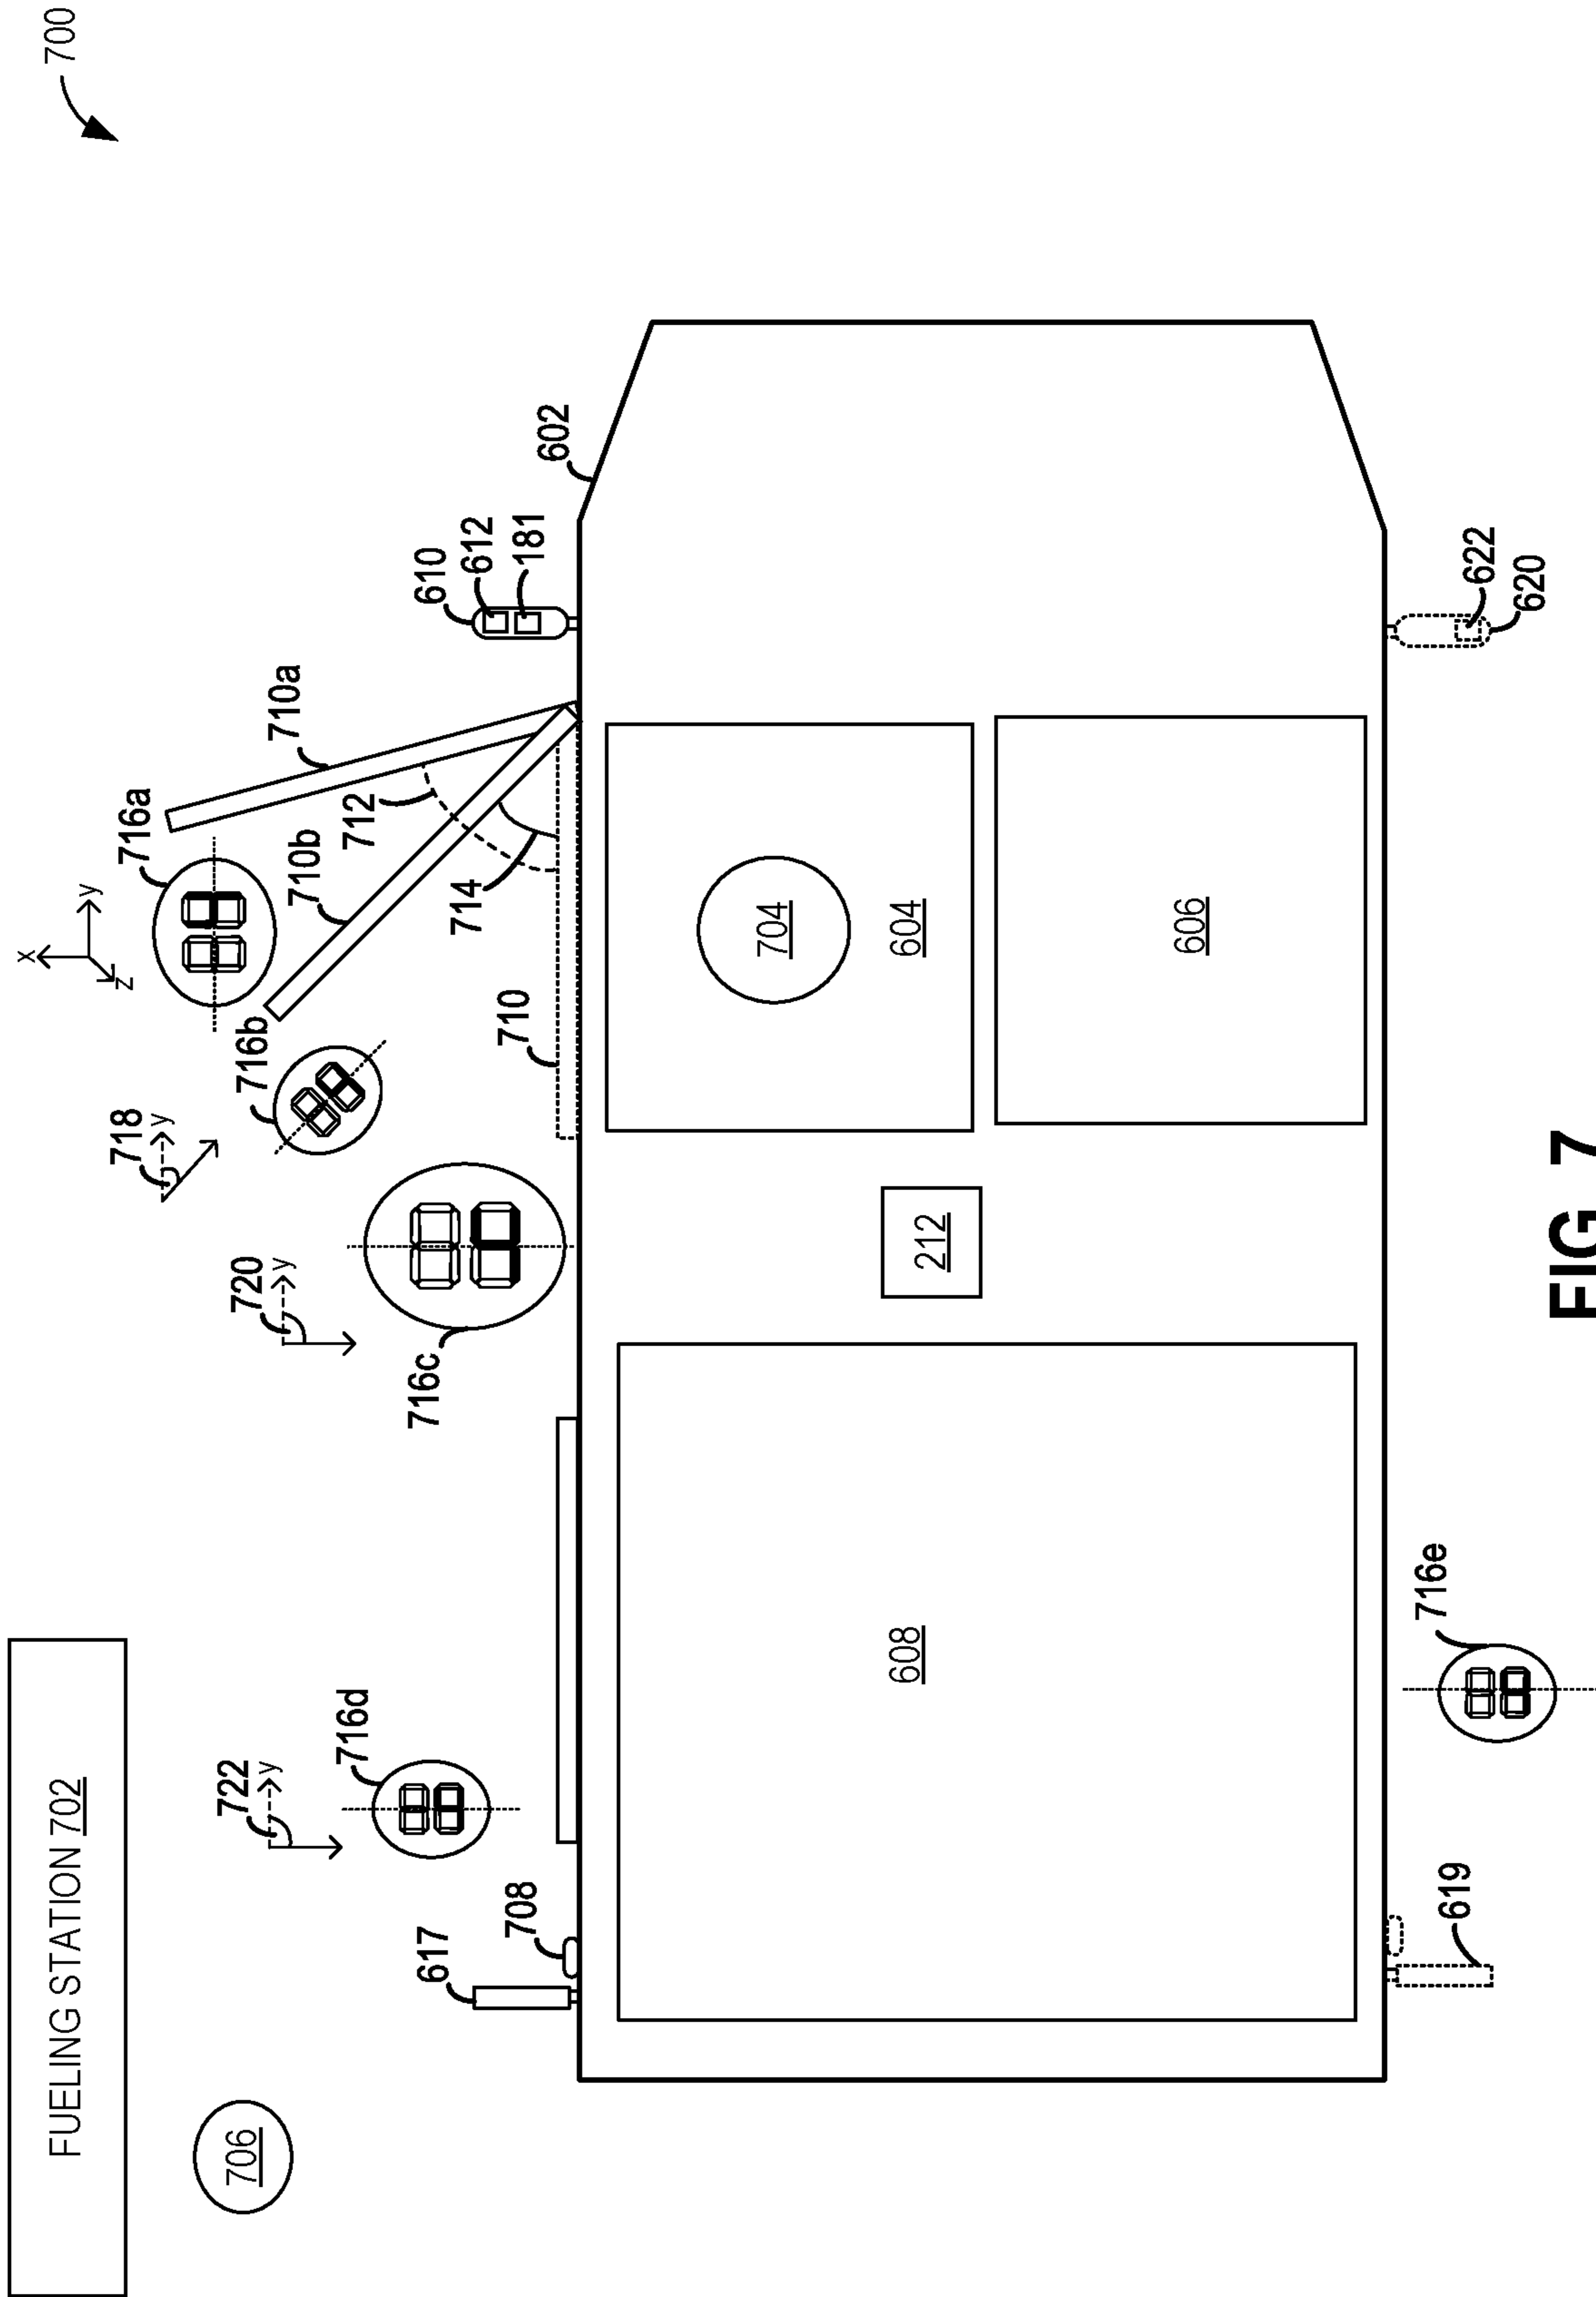 700
FUELING STATION 702
706
x
y
z
716a
710a
710b
712
714
610
612
181
602
718
y
716b
710
720
y
716c
722
y
716d
617
708
704
604
606
212
608
716e
619
622
620
FIG. 7